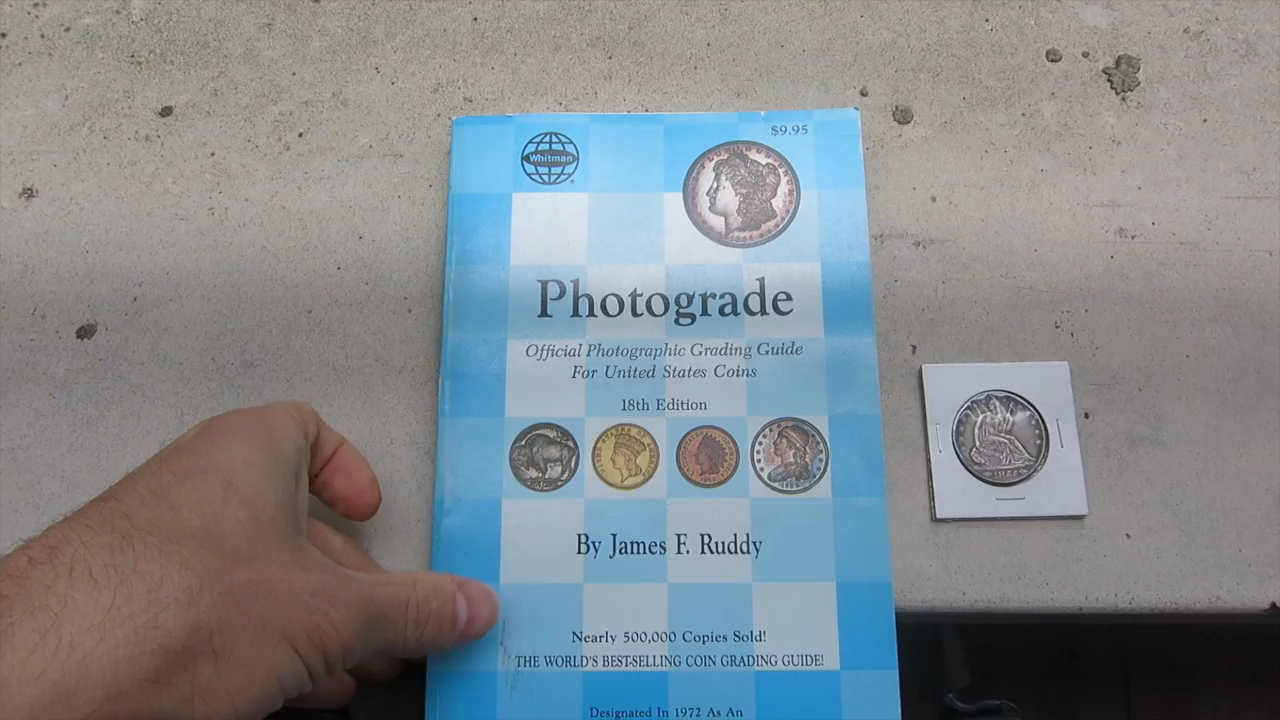 $9.95
Whitman
Photograde
Official Photographic Grading Guide
For United States Coins
18th Edition
By James F. Ruddy
Nearly 500,000 Copies Sold!
THE WORLD'S BEST-SELLING COIN GRADING GUIDE!
Designated In 1972 As An